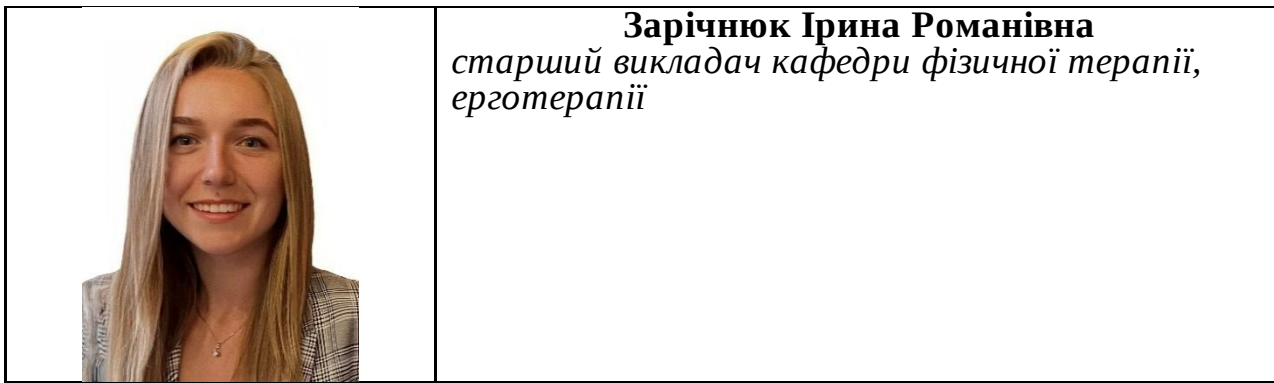 Зарічнюк Ірина Романівна
старший викладач кафедри фізичної терапії,
ерготерапії